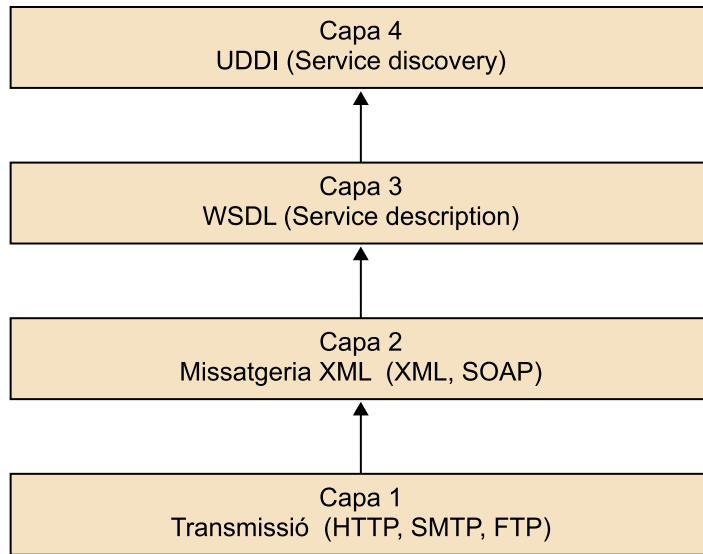 Capa 4
UDDI (Service discovery)
Capa 3
WSDL (Service description)
Capa 2
Missatgeria XML (XML, SOAP)
Capa 1
Transmissió (HTTP, SMTP, FTP)